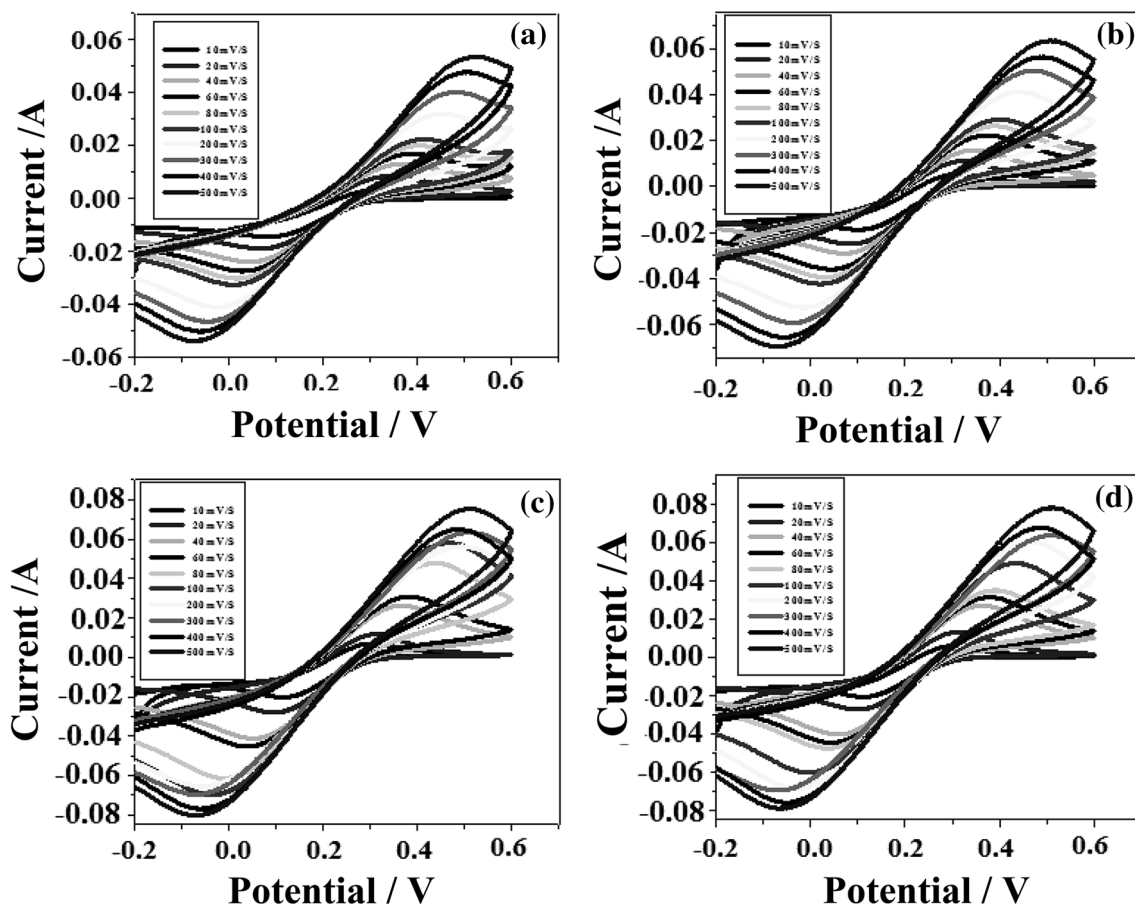 (a)
0.06
0.04
0.02
0.00
-0.02
-0.04
-0.06
Current /A
10mV/S
20mV/S
40mV/S
60mV/S
80mV/S
100mV/S
200mV/S
300mV/S
400mV/S
500mV/S
-0.2 0.0 0.2 0.4 0.6
Potential / V
(b)
0.06
0.04
0.02
0.00
-0.02
-0.04
-0.06
Current /A
10mV/S
20mV/S
40mV/S
60mV/S
80mV/S
100mV/S
200mV/S
300mV/S
400mV/S
500mV/S
-0.2 0.0 0.2 0.4 0.6
Potential / V
(c)
0.08
0.06
0.04
0.02
0.00
-0.02
-0.04
-0.06
-0.08
Current /A
10mV/S
20mV/S
40mV/S
60mV/S
80mV/S
100mV/S
200mV/S
300mV/S
400mV/S
500mV/S
-0.2 0.0 0.2 0.4 0.6
Potential / V
(d)
0.08
0.06
0.04
0.02
0.00
-0.02
-0.04
-0.06
-0.08
Current /A
10mV/S
20mV/S
40mV/S
60mV/S
80mV/S
100mV/S
200mV/S
300mV/S
400mV/S
500mV/S
-0.2 0.0 0.2 0.4 0.6
Potential / V